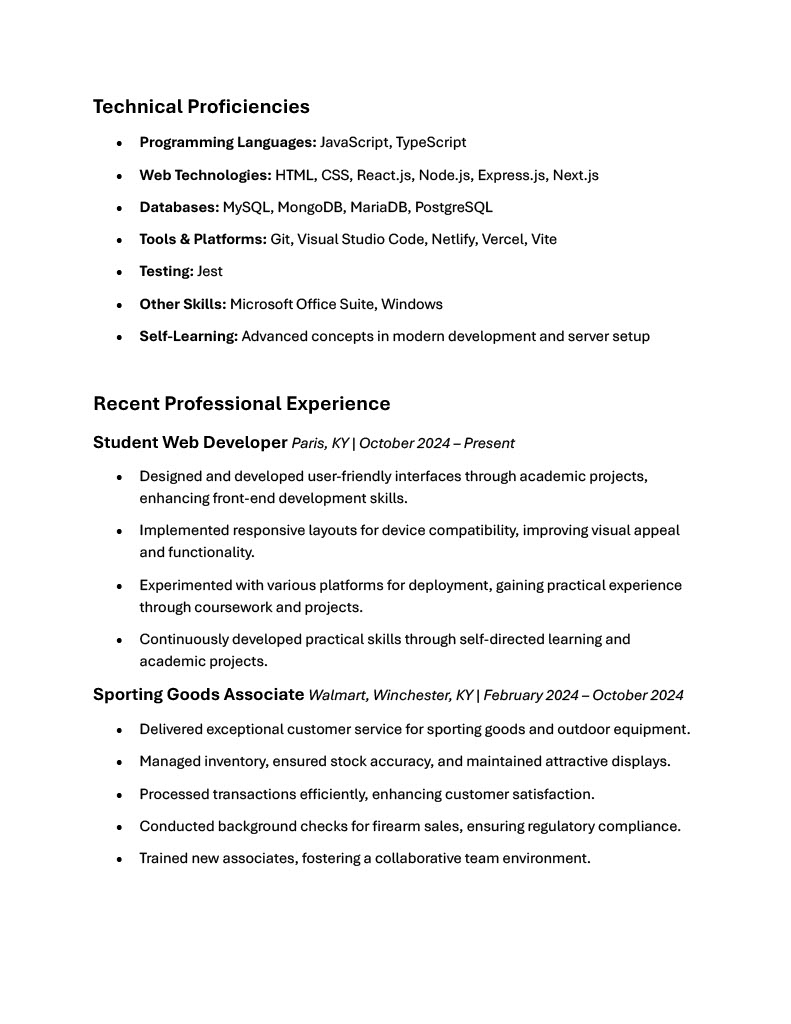 Technical Proficiencies
• Programming Languages: JavaScript, TypeScript
• Web Technologies: HTML, CSS, React.js, Node.js, Express.js, Next.js
• Databases: MySQL, MongoDB, MariaDB, PostgreSQL
• Tools & Platforms: Git, Visual Studio Code, Netlify, Vercel, Vite
• Testing: Jest
• Other Skills: Microsoft Office Suite, Windows
• Self-Learning: Advanced concepts in modern development and server setup
Recent Professional Experience
Student Web Developer Paris, KY | October 2024 – Present
• Designed and developed user-friendly interfaces through academic projects,
enhancing front-end development skills.
• Implemented responsive layouts for device compatibility, improving visual appeal
and functionality.
• Experimented with various platforms for deployment, gaining practical experience
through coursework and projects.
• Continuously developed practical skills through self-directed learning and
academic projects.
Sporting Goods Associate Walmart, Winchester, KY | February 2024 – October 2024
• Delivered exceptional customer service for sporting goods and outdoor equipment.
• Managed inventory, ensured stock accuracy, and maintained attractive displays.
• Processed transactions efficiently, enhancing customer satisfaction.
• Conducted background checks for firearm sales, ensuring regulatory compliance.
• Trained new associates, fostering a collaborative team environment.